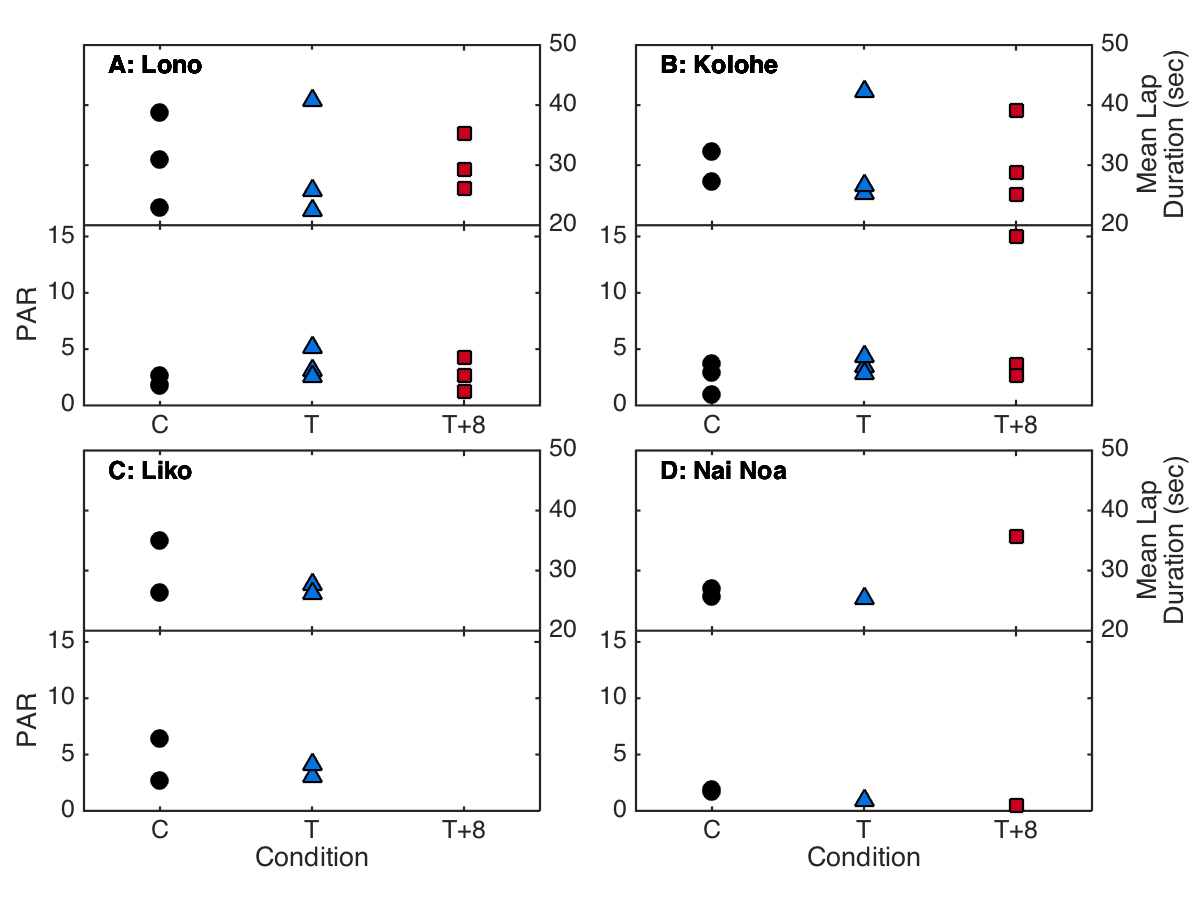 A: Lono
50
40
30
20
B: Kolohe
50
40
30
20
Mean Lap
Duration (sec)
PAR
15
10
5
0
C
T
T+8
15
10
5
0
C
T
T+8
C: Liko
50
40
30
20
D: Nai Noa
50
40
30
20
Mean Lap
Duration (sec)
PAR
15
10
5
0
C
T
T+8
Condition
15
10
5
0
C
T
T+8
Condition